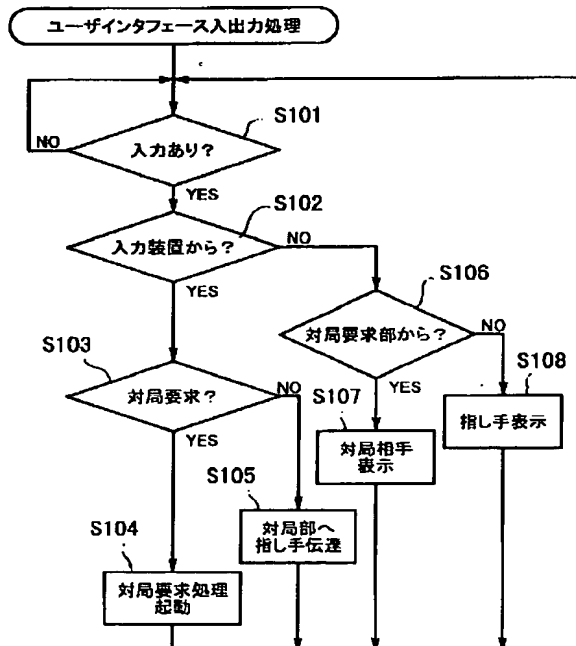 ユーザインタフェース入出力処理
S101
NO
入力あり?
YES
S102
入力装置から?
NO
YES
S106
対局要求部から?
NO
YES
S103
対局要求?
NO
YES
S107
対局相手
表示
S108
指し手表示
S105
対局部へ
指し手伝達
S104
対局要求処理
起動